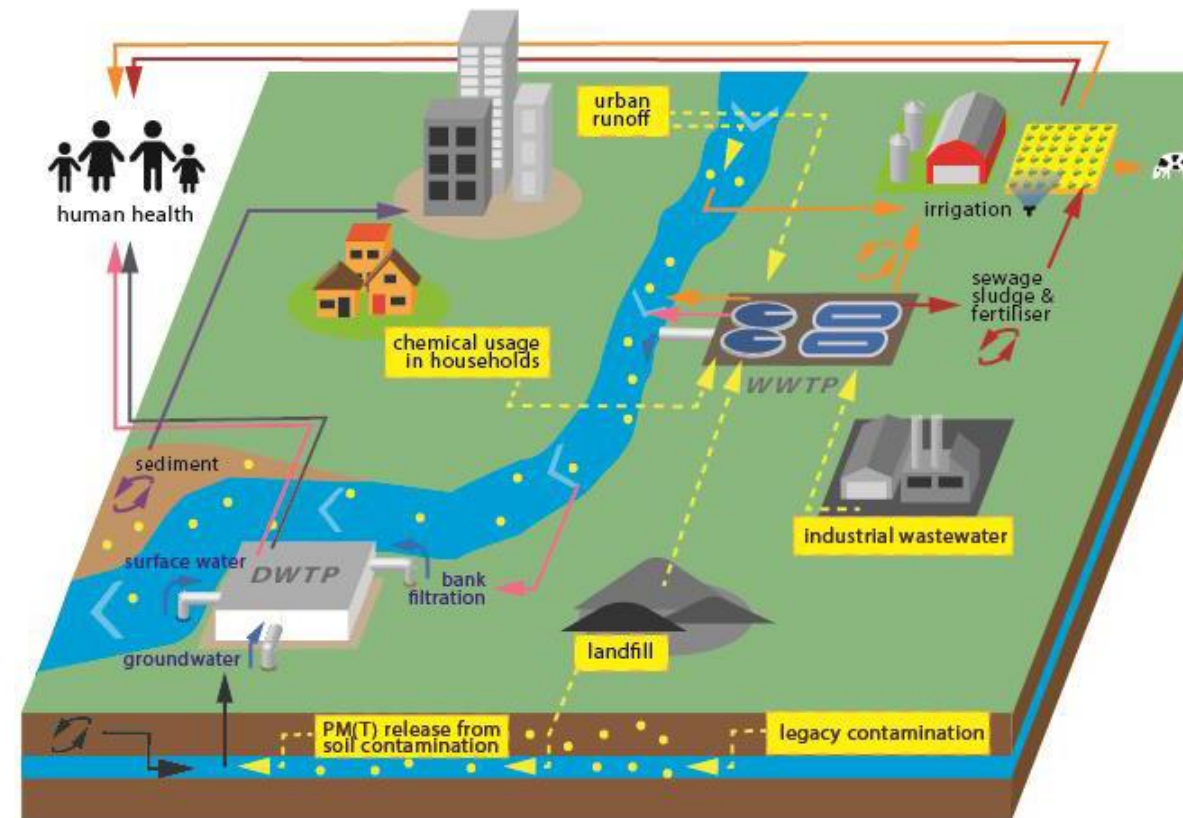 urban
runoff
human health
irrigation
sewage
sludge &
fertiliser
chemical usage
in households
WWTP
sediment
industrial wastewater
surface water
DWTP
bank
filtration
landfill
groundwater
PM(T) release from
soil contamination
legacy contamination